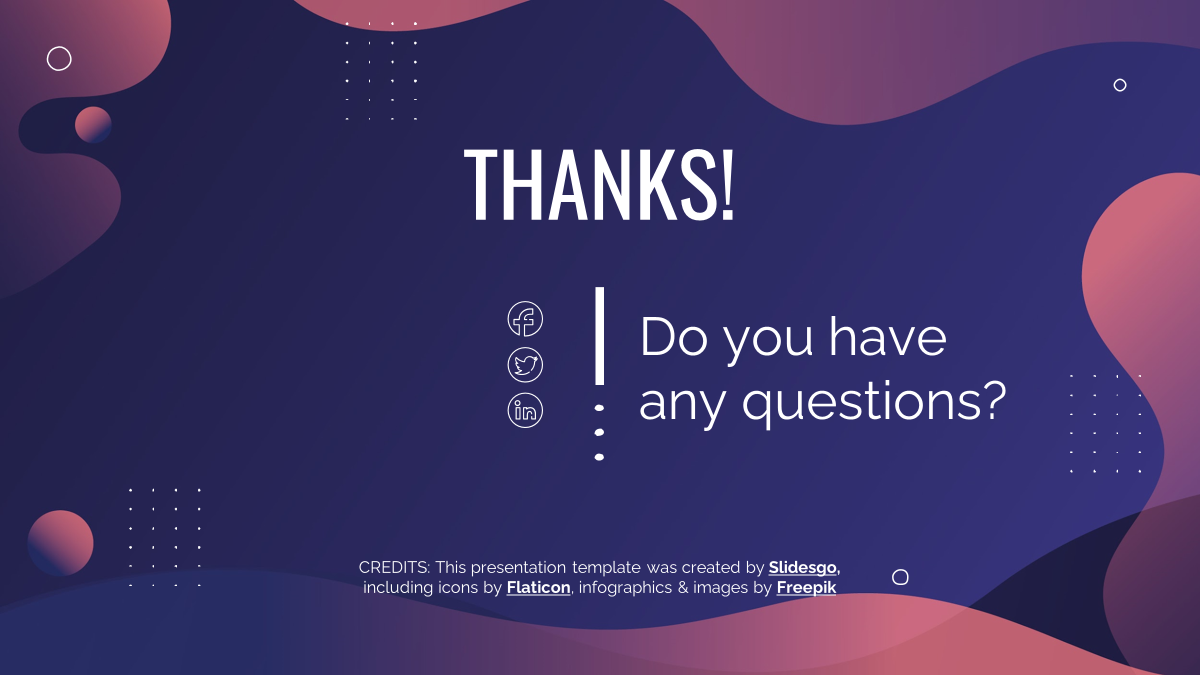 THANKS!
Do you have
any questions?
CREDITS: This presentation template was created by Slidesgo,
including icons by Flaticon, infographics & images by Freepik